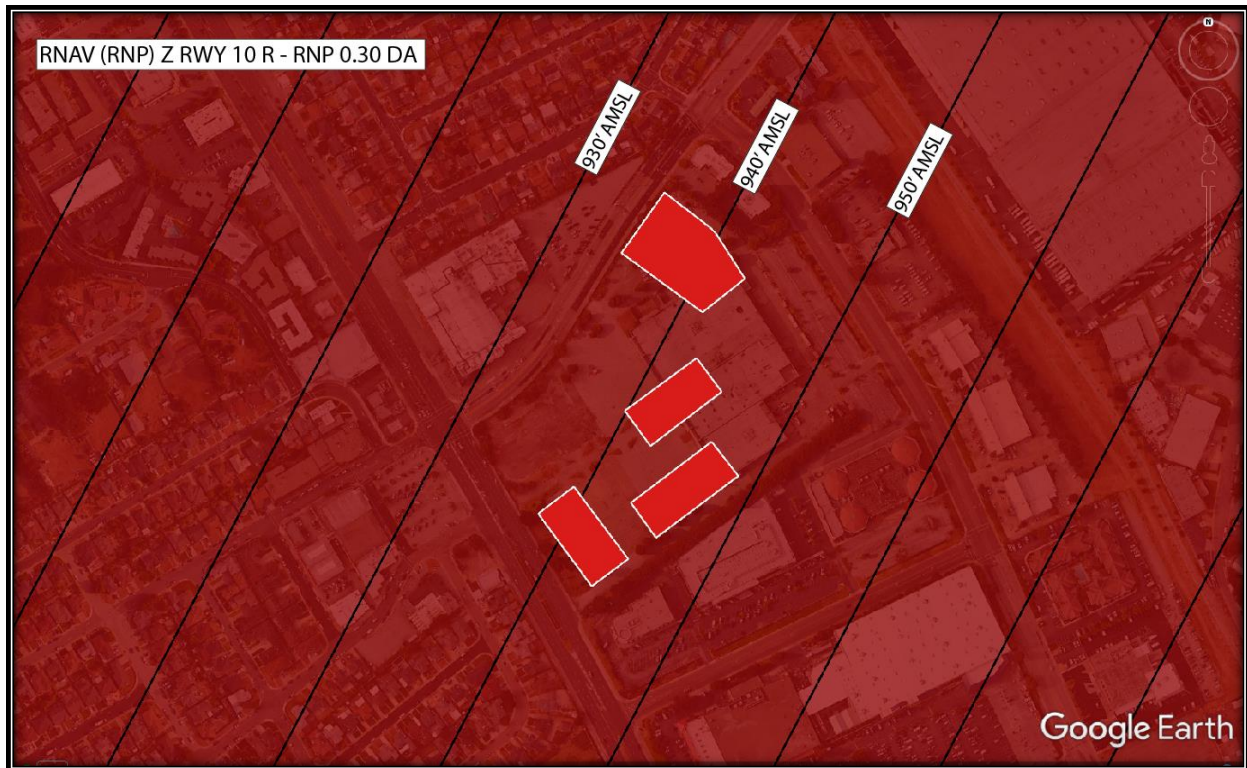 RNAV (RNP) Z RWY 10 R - RNP 0.30 DA
N
930' AMSL
940' AMSL
950' AMSL
Google Earth